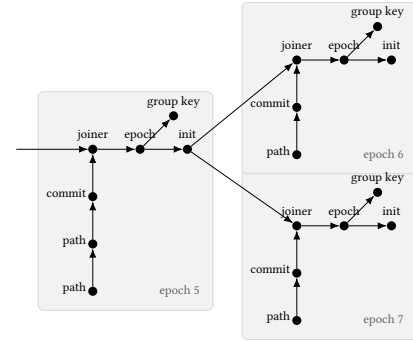 group key
joiner
epoch
init
commit
path
path
epoch 5
group key
joiner
epoch
init
commit
path
epoch 6
group key
joiner
epoch
init
commit
path
epoch 7